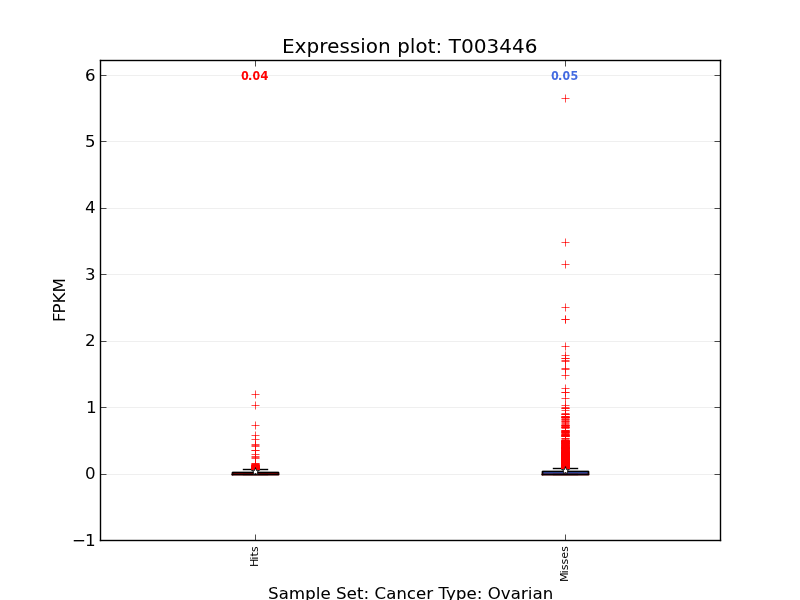 Expression plot: T003446
0.04
0.05
6
5
4
3
2
1
0
−1
FPKM
Hits
Misses
Sample Set: Cancer Type: Ovarian